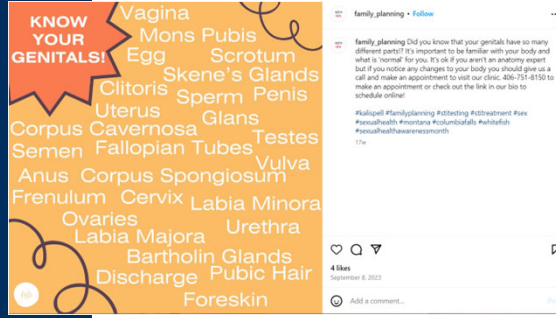 KNOW
YOUR
GENITALS!
Vagina
Mons Pubis
Egg Scrotum
Skene's Glands
Clitoris Sperm Penis
Uterus Glans
Corpus Cavernosa Testes
Semen Fallopian Tubes Vulva
Anus Corpus Spongiosum
Frenulum Cervix Labia Minora
Ovaries Urethra
Labia Majora
Bartholin Glands
Discharge Pubic Hair
Foreskin
family_planning • Follow
family_planning Did you know that your genitals have so many
different parts!? It's important to be familiar with your body and
what is 'normal' for you. It's ok if you aren't an anatomy expert
but if you notice any changes to your body you should give us a
call and make an appointment to visit our clinic. 406-751-8150 to
make an appointment or check out the link in our bio to
schedule online!
#kalispell #familyplanning #stitesting #stitreatment #sex
#sexualhealth #montana #columbiafalls #whitefish
#sexualhealthawarenessmonth
17w
4 likes
September 8, 2023
Add a comment...